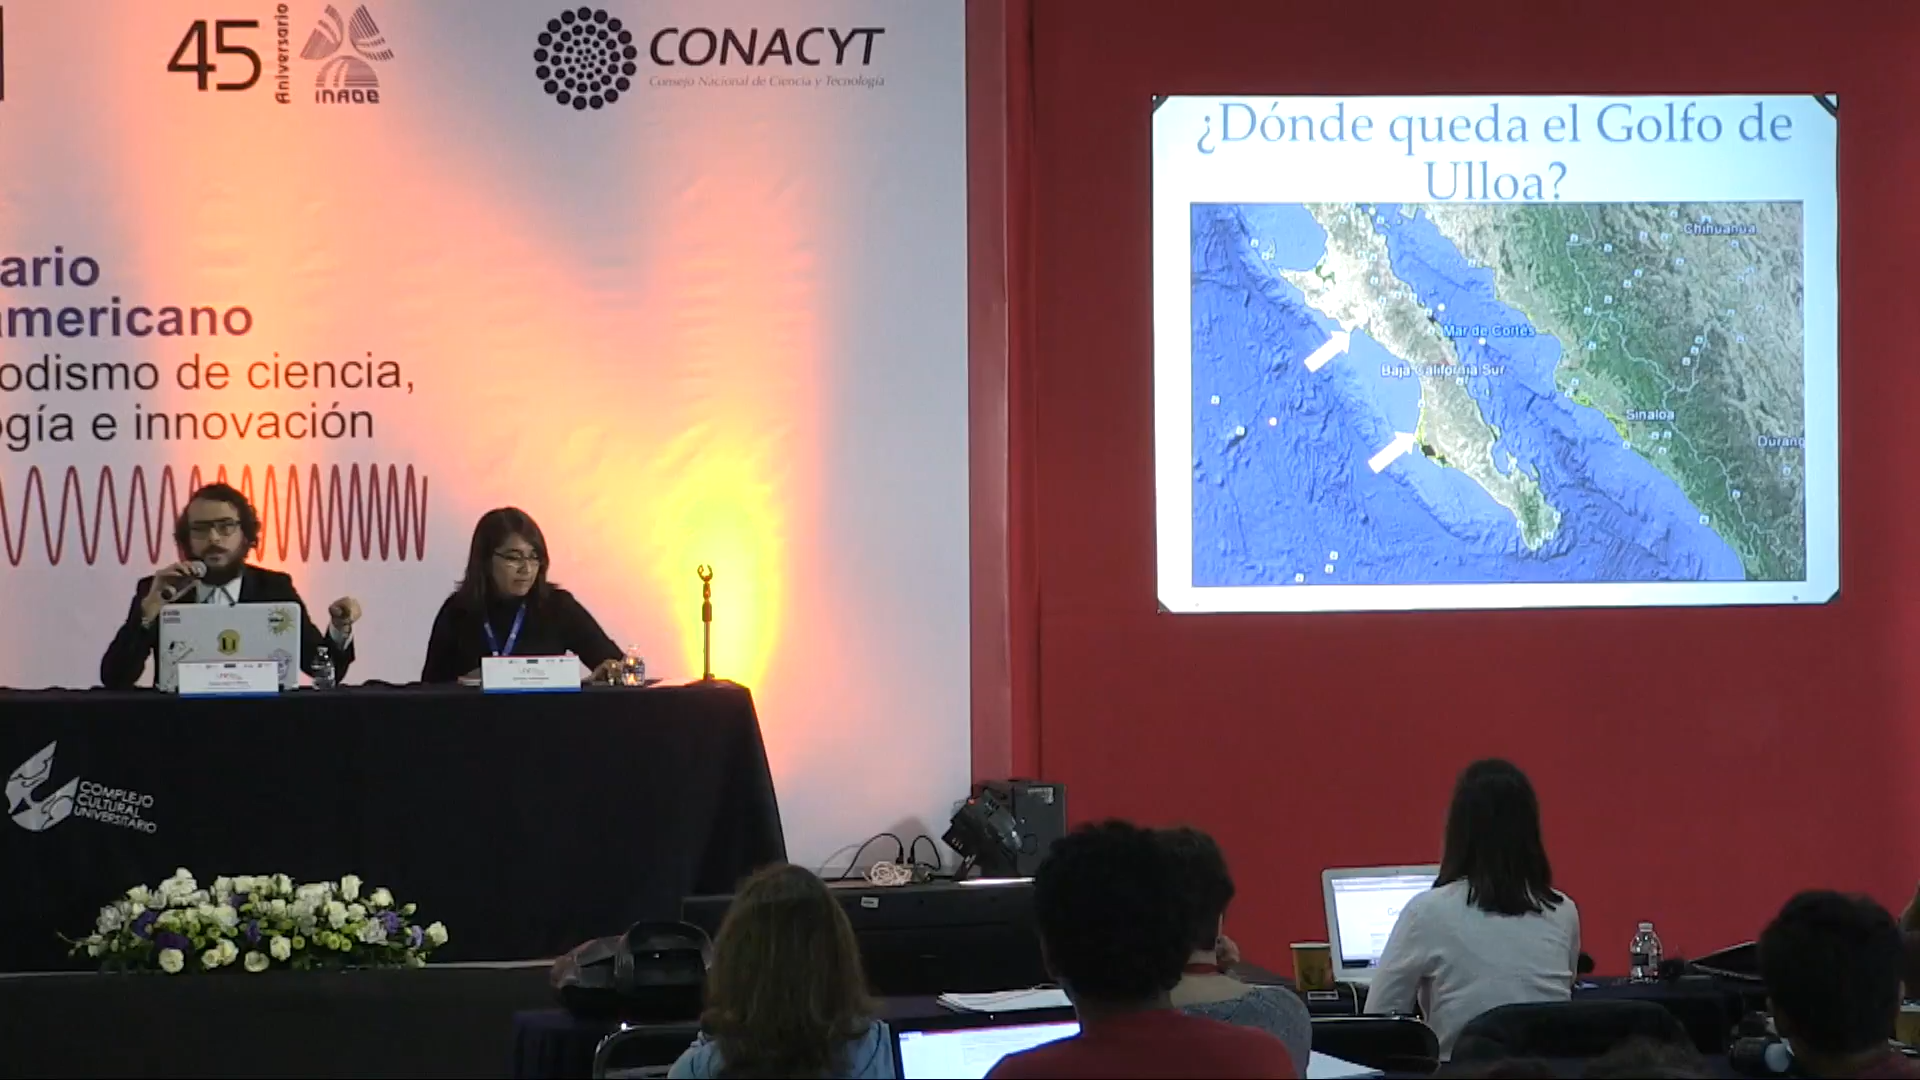 45
Aniversario
INAOE
CONACYT
Consejo Nacional de Ciencia y Tecnología
ario
americano
odismo de ciencia,
ogía e innovación
¿Dónde queda el Golfo de
Ulloa?
Chihuahua
Mar de Cortés
Baja California Sur
Sinaloa
Durang
COMPLEJO
CULTURAL
UNIVERSITARIO